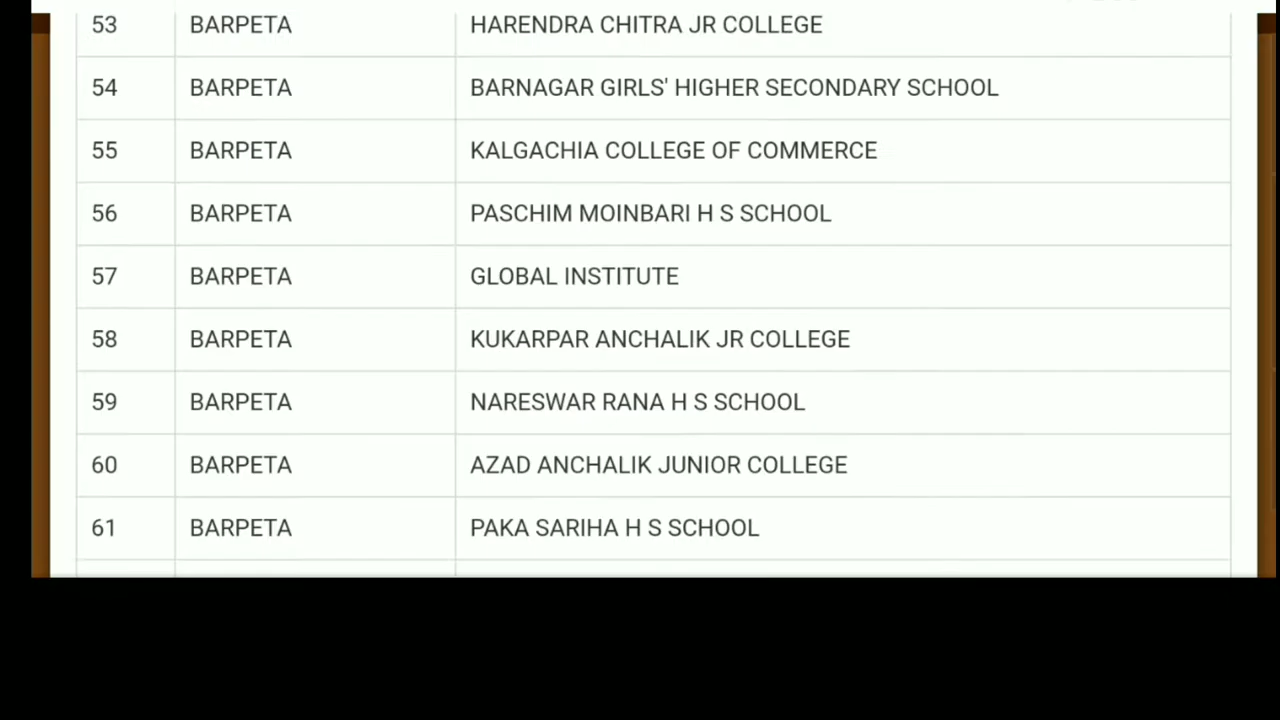 53 BARPETA HARENDRA CHITRA JR COLLEGE
54 BARPETA BARNAGAR GIRLS' HIGHER SECONDARY SCHOOL
55 BARPETA KALGACHIA COLLEGE OF COMMERCE
56 BARPETA PASCHIM MOINBARI H S SCHOOL
57 BARPETA GLOBAL INSTITUTE
58 BARPETA KUKARPAR ANCHALIK JR COLLEGE
59 BARPETA NARESWAR RANA H S SCHOOL
60 BARPETA AZAD ANCHALIK JUNIOR COLLEGE
61 BARPETA PAKA SARIHA H S SCHOOL